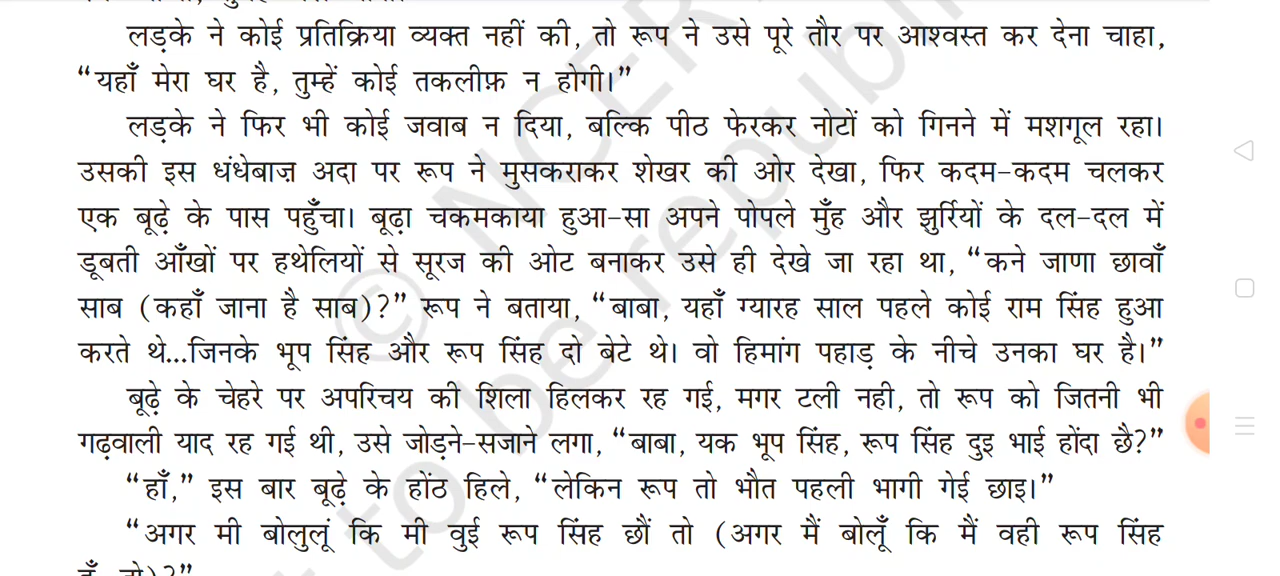 लड़के ने कोई प्रतिक्रिया व्यक्त नहीं की, तो रूप ने उसे पूरे तौर पर आश्वस्त कर देना चाहा,
“यहाँ मेरा घर है, तुम्हें कोई तकलीफ़ न होगी।”
लड़के ने फिर भी कोई जवाब न दिया, बल्कि पीठ फेरकर नोटों को गिनने में मशगूल रहा।
उसकी इस धंधेबाज़ अदा पर रूप ने मुसकराकर शेखर की ओर देखा, फिर कदम-कदम चलकर
एक बूढ़े के पास पहुँचा। बूढ़ा चकमकाया हुआ-सा अपने पोपले मुँह और झुर्रियों के दल-दल में
डूबती आँखों पर हथेलियों से सूरज की ओट बनाकर उसे ही देखे जा रहा था, “कने जाणा छावाँ
साब (कहाँ जाना है साब)?” रूप ने बताया, “बाबा, यहाँ ग्यारह साल पहले कोई राम सिंह हुआ
करते थे...जिनके भूप सिंह और रूप सिंह दो बेटे थे। वो हिमांग पहाड़ के नीचे उनका घर है।”
बूढ़े के चेहरे पर अपरिचय की शिला हिलकर रह गई, मगर टली नही, तो रूप को जितनी भी
गढ़वाली याद रह गई थी, उसे जोड़ने-सजाने लगा, “बाबा, यक भूप सिंह, रूप सिंह दुइ भाई होंदा छै?”
“हाँ,” इस बार बूढ़े के होंठ हिले, “लेकिन रूप तो भौत पहली भागी गेई छाइ।”
“अगर मी बोलुलूं कि मी वुई रूप सिंह छौं तो (अगर मैं बोलूँ कि मैं वही रूप सिंह
© NCER
to be republ